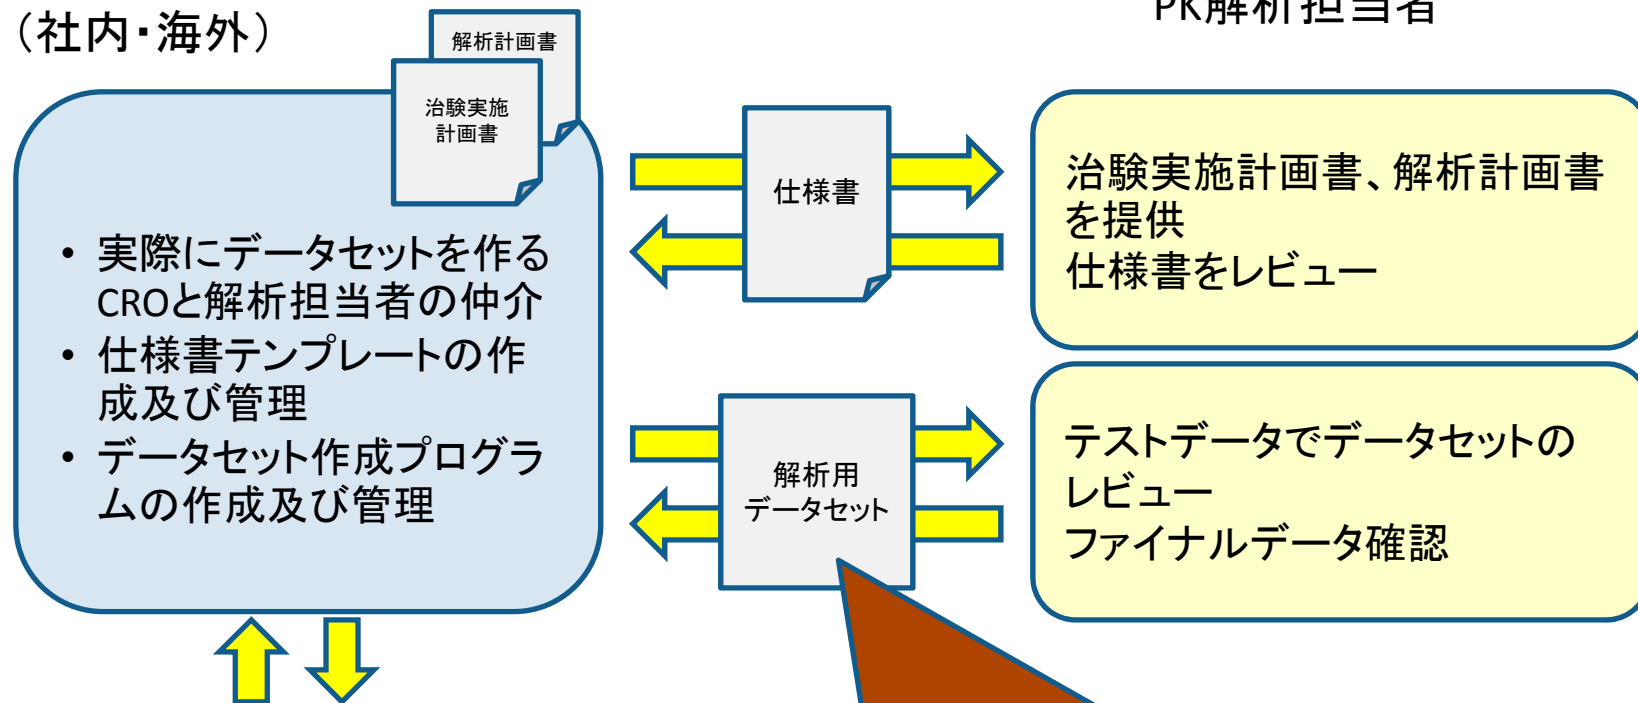 （社内・海外）
PK解析担当者
解析計画書
治験実施
計画書
• 実際にデータセットを作る
CROと解析担当者の仲介
• 仕様書テンプレートの作
成及び管理
• データセット作成プログラ
ムの作成及び管理
仕様書
治験実施計画書、解析計画書
を提供
仕様書をレビュー
解析用
データセット
テストデータでデータセットの
レビュー
ファイナルデータ確認